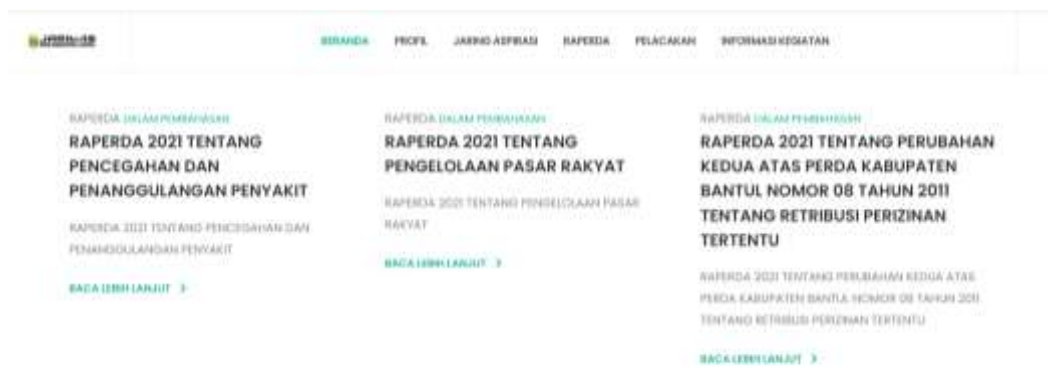 BERANDA PROFIL JARING ASPIRASI RAPERDA PELACAKAN INFORMASI KEGIATAN
RAPERDA DALAM PEMBAHASAN
RAPERDA 2021 TENTANG
PENCEGAHAN DAN
PENANGGULANGAN PENYAKIT
RAPERDA 2021 TENTANG PENCEGAHAN DAN
PENANGGULANGAN PENYAKIT
BACA LEBIH LANJUT >
RAPERDA DALAM PEMBAHASAN
RAPERDA 2021 TENTANG
PENGELOLAAN PASAR RAKYAT
RAPERDA 2021 TENTANG PENGELOLAAN PASAR
RAKYAT
BACA LEBIH LANJUT >
RAPERDA DALAM PEMBAHASAN
RAPERDA 2021 TENTANG PERUBAHAN
KEDUA ATAS PERDA KABUPATEN
BANTUL NOMOR 08 TAHUN 2011
TENTANG RETRIBUSI PERIZINAN
TERTENTU
RAPERDA 2021 TENTANG PERUBAHAN KEDUA ATAS
PERDA KABUPATEN BANTUL NOMOR 08 TAHUN 2011
TENTANG RETRIBUSI PERIZINAN TERTENTU
BACA LEBIH LANJUT >